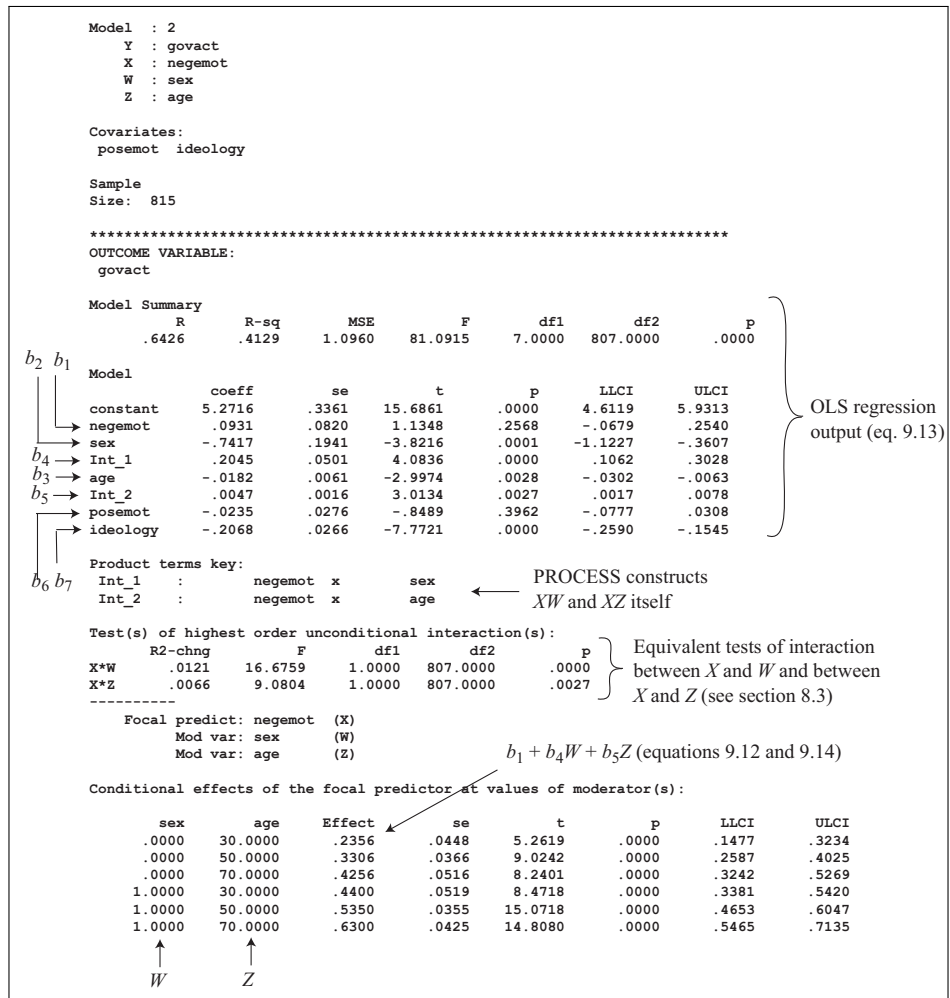 Model : 2
Y : govact
X : negemot
W : sex
Z : age
Covariates:
posemot ideology
Sample
Size: 815
**************************************************************************
OUTCOME VARIABLE:
govact
Model Summary
R R-sq MSE F df1 df2 p
.6426 .4129 1.0960 81.0915 7.0000 807.0000 .0000
b2 b1
Model
coeff se t p LLCI ULCI
constant 5.2716 .3361 15.6861 .0000 4.6119 5.9313
negemot .0931 .0820 1.1348 .2568 -.0679 .2540
sex -.7417 .1941 -3.8216 .0001 -1.1227 -.3607
b4 Int_1 .2045 .0501 4.0836 .0000 .1062 .3028
b3 age -.0182 .0061 -2.9974 .0028 -.0302 -.0063
b5 Int_2 .0047 .0016 3.0134 .0027 .0017 .0078
posemot -.0235 .0276 -.8489 .3962 -.0777 .0308
ideology -.2068 .0266 -7.7721 .0000 -.2590 -.1545
OLS regression
output (eq. 9.13)
b6 b7
Product terms key:
Int_1 : negemot x sex
Int_2 : negemot x age
PROCESS constructs
XW and XZ itself
Test(s) of highest order unconditional interaction(s):
R2-chng F df1 df2 p
X*W .0121 16.6759 1.0000 807.0000 .0000
X*Z .0066 9.0804 1.0000 807.0000 .0027
----------
Equivalent tests of interaction
between X and W and between
X and Z (see section 8.3)
Focal predict: negemot (X)
Mod var: sex (W)
Mod var: age (Z)
b1 + b4W + b5Z (equations 9.12 and 9.14)
Conditional effects of the focal predictor at values of moderator(s):
sex age Effect se t p LLCI ULCI
.0000 30.0000 .2356 .0448 5.2619 .0000 .1477 .3234
.0000 50.0000 .3306 .0366 9.0242 .0000 .2587 .4025
.0000 70.0000 .4256 .0516 8.2401 .0000 .3242 .5269
1.0000 30.0000 .4400 .0519 8.4718 .0000 .3381 .5420
1.0000 50.0000 .5350 .0355 15.0718 .0000 .4653 .6047
1.0000 70.0000 .6300 .0425 14.8080 .0000 .5465 .7135
W Z